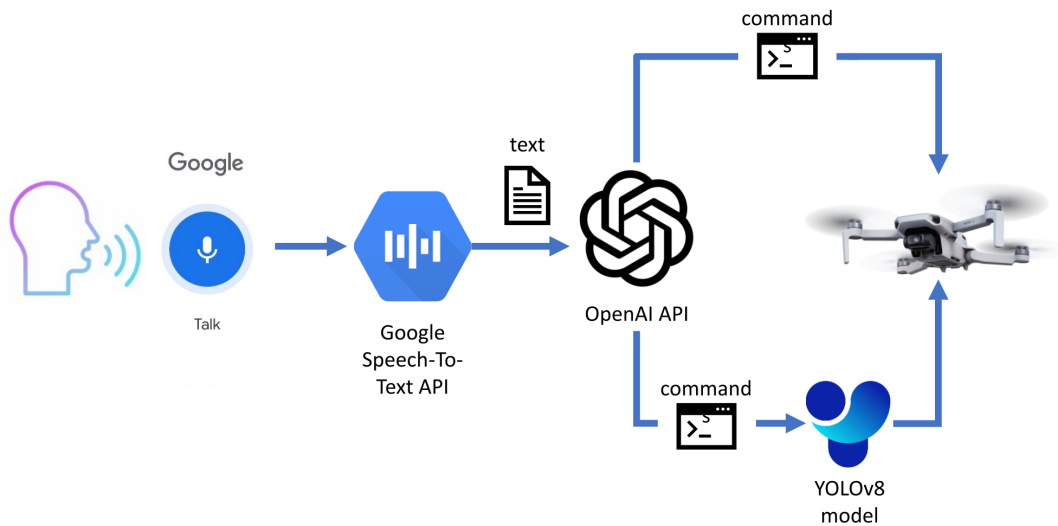 Google
Talk
Google
Speech-To-
Text API
text
OpenAI API
command
s
>_
command
s
>_
YOLOv8
model